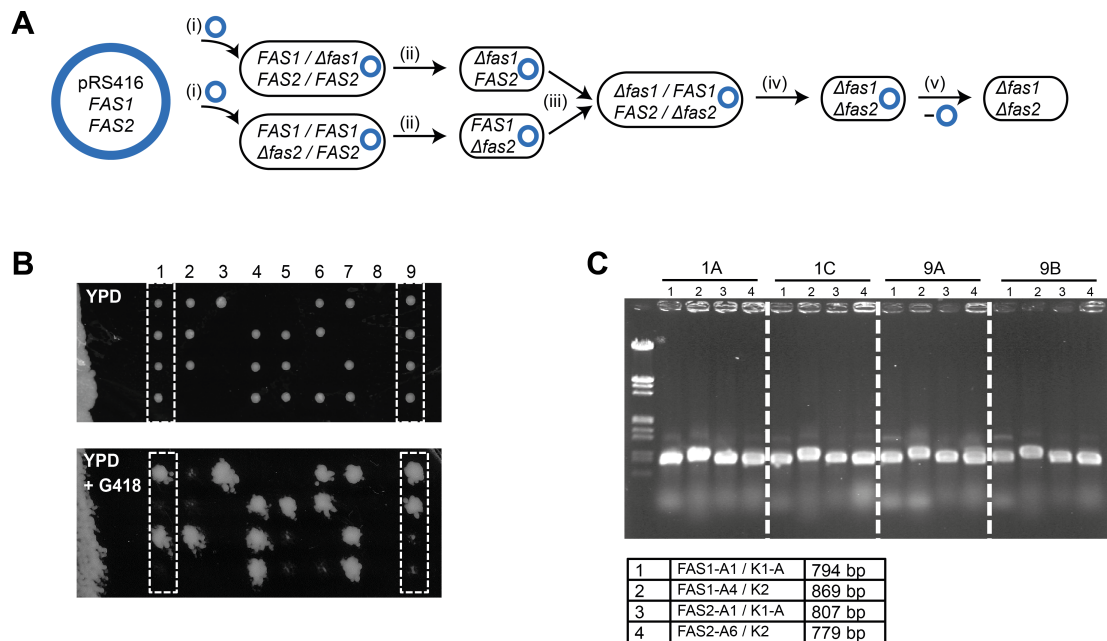 A
pRS416
FAS1
FAS2
(i)
(i)
FAS1 / Δfas1
FAS2 / FAS2
FAS1 / FAS1
Δfas2 / FAS2
(ii)
(ii)
Δfas1
FAS2
FAS1
Δfas2
(iii)
Δfas1 / FAS1
FAS2 / Δfas2
(iv)
Δfas1
Δfas2
(v)
–
Δfas1
Δfas2
B
1 2 3 4 5 6 7 8 9
YPD
YPD
+ G418
C
1A 1C 9A 9B
1 2 3 4 1 2 3 4 1 2 3 4 1 2 3 4
1 FAS1-A1 / K1-A 794 bp
2 FAS1-A4 / K2 869 bp
3 FAS2-A1 / K1-A 807 bp
4 FAS2-A6 / K2 779 bp